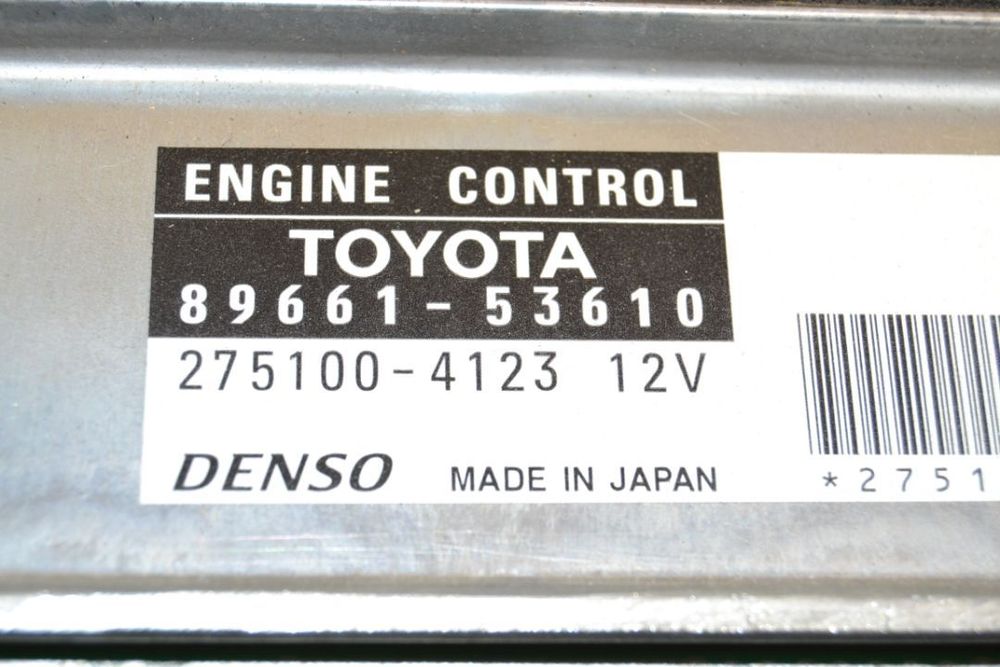 ENGINE CONTROL
TOYOTA
89661-53610
275100-4123 12V
DENSO MADE IN JAPAN
*2751